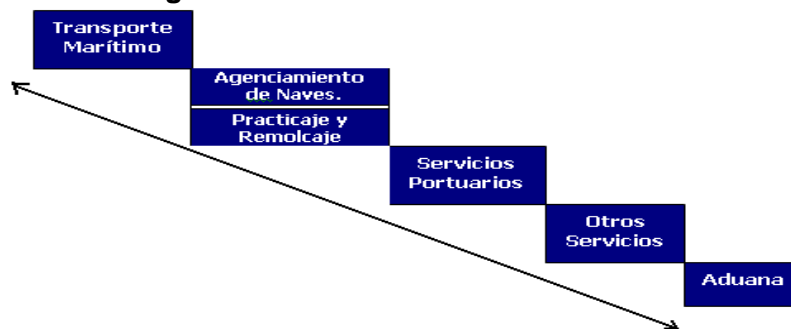 Transporte
Marítimo
Agenciamiento
de Naves.
Practicaje y
Remolcaje
Servicios
Portuarios
Otros
Servicios
Aduana